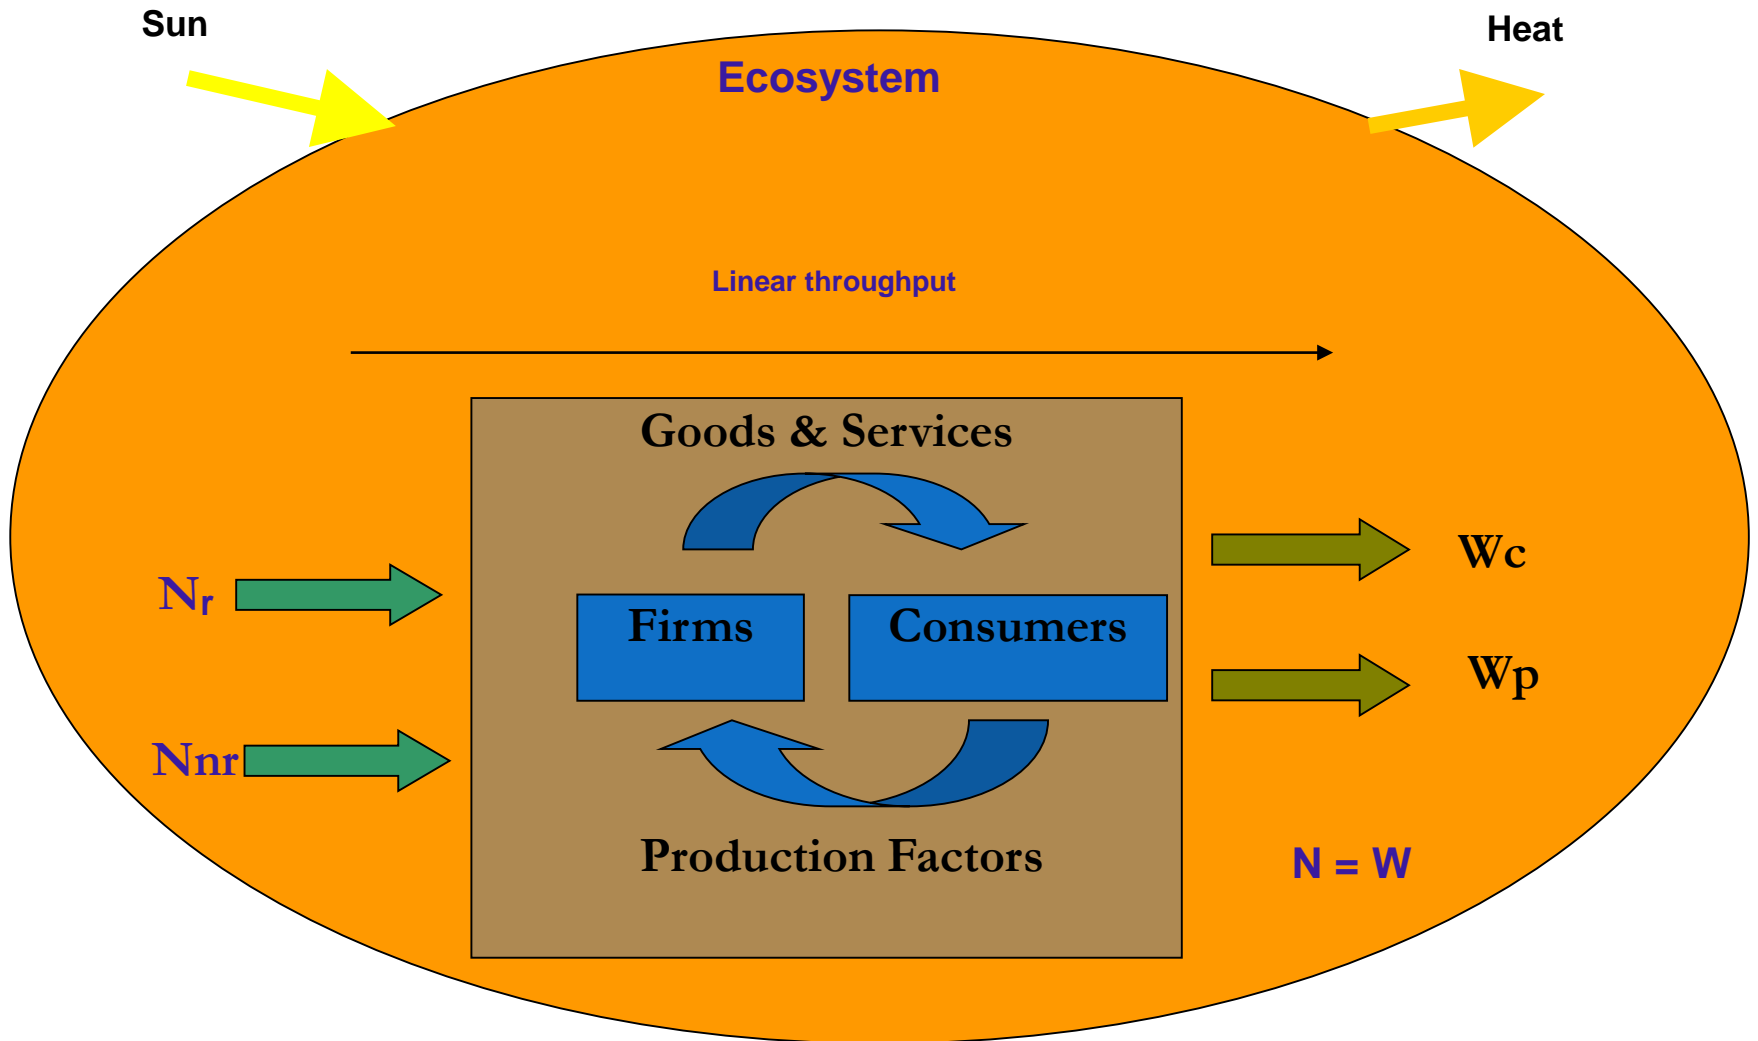 Sun
Heat
Ecosystem
Linear throughput
Goods & Services
Wc
Nr
Firms
Consumers
Wp
Nnr
Production Factors
N = W